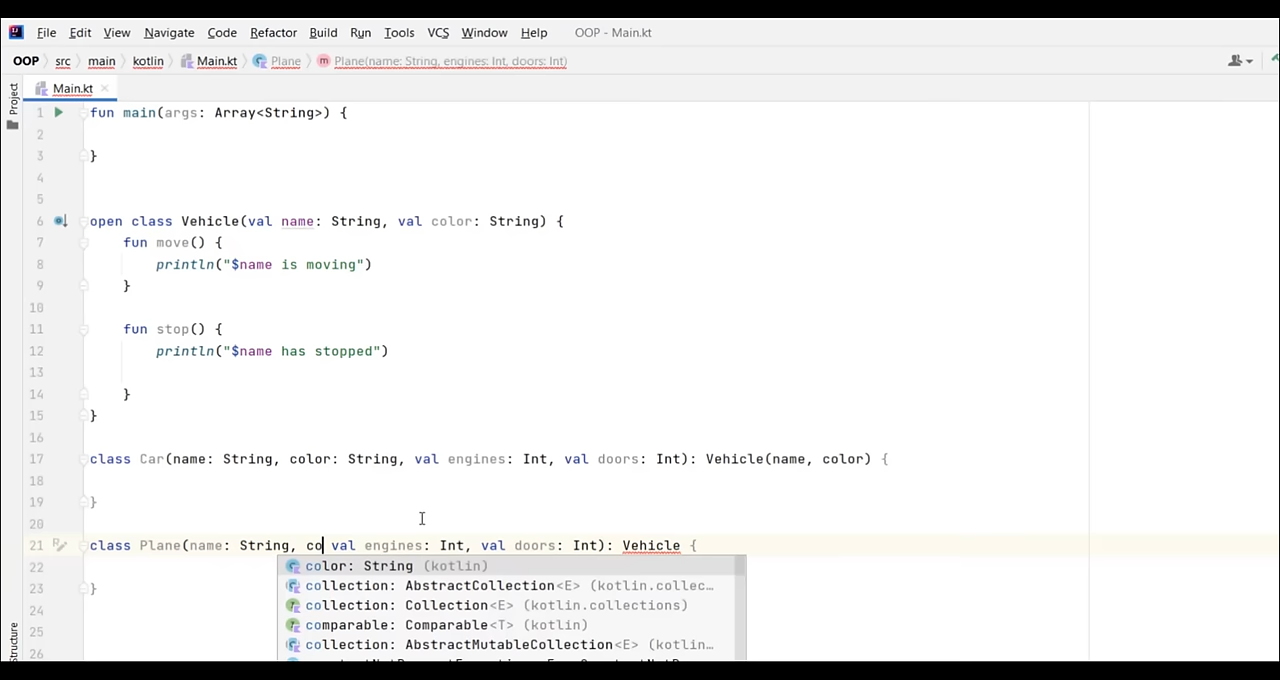 File Edit View Navigate Code Refactor Build Run Tools VCS Window Help OOP - Main.kt
OOP src main kotlin Main.kt Plane Plane(name: String, engines: Int, doors: Int)
Project
Main.kt
1 fun main(args: Array<String>) {
2
3 }
4
5
6 open class Vehicle(val name: String, val color: String) {
7     fun move() {
8         println("$name is moving")
9     }
10
11     fun stop() {
12         println("$name has stopped")
13
14     }
15 }
16
17 class Car(name: String, color: String, val engines: Int, val doors: Int): Vehicle(name, color) {
18
19 }
20
21 class Plane(name: String, co val engines: Int, val doors: Int): Vehicle {
22
23 }
24
25
26
color: String (kotlin)
collection: AbstractCollection<E> (kotlin.collec…
collection: Collection<E> (kotlin.collections)
comparable: Comparable<T> (kotlin)
collection: AbstractMutableCollection<E> (kotlin…
Structure